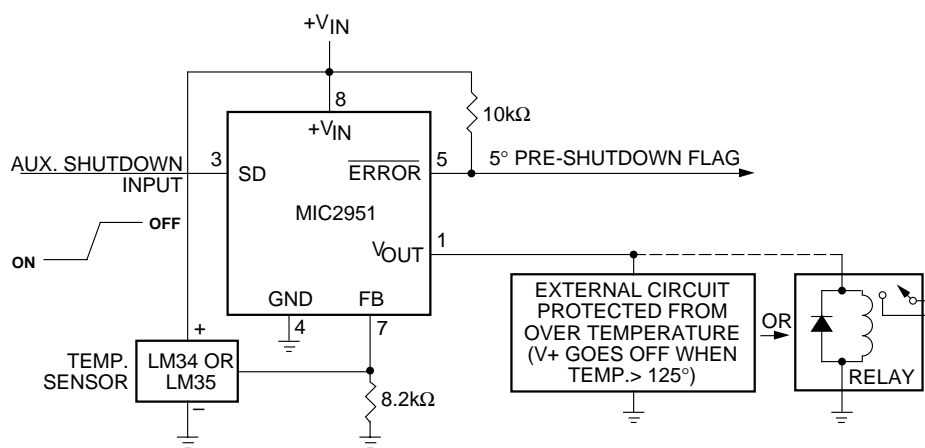 +VIN
8
+VIN
10kΩ
AUX. SHUTDOWN
INPUT
3
SD
ERROR
5
5° PRE-SHUTDOWN FLAG
MIC2951
OFF
ON
VOUT
1
GND
FB
4
7
EXTERNAL CIRCUIT
PROTECTED FROM
OVER TEMPERATURE
(V+ GOES OFF WHEN
TEMP.> 125°)
OR
RELAY
TEMP.
SENSOR
+
LM34 OR
LM35
–
8.2kΩ